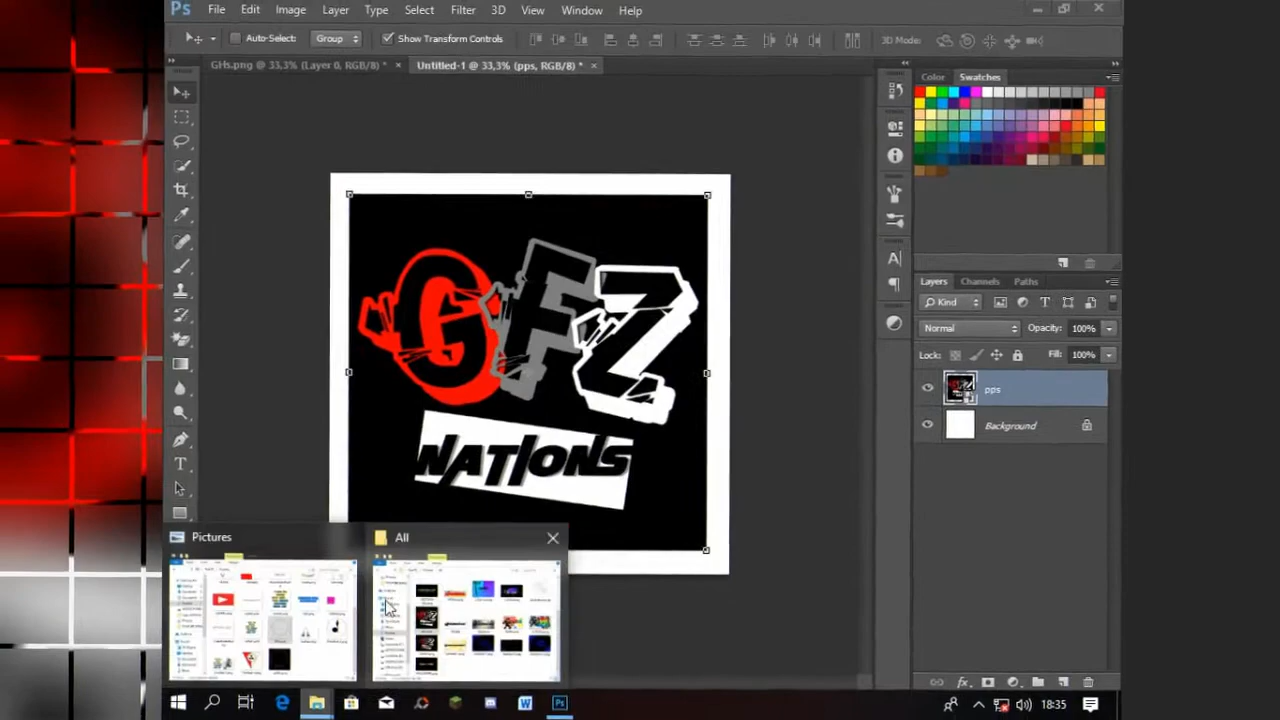 Ps File Edit Image Layer Type Select Filter 3D View Window Help
Auto-Select: Group Show Transform Controls 3D Mode:
GHs.png @ 33,3% (Layer 0, RGB/8) * × Untitled-1 @ 33,3% (pps, RGB/8) * ×
Color Swatches
GFZ
NATIONS
Layers Channels Paths
Kind
Normal Opacity: 100%
Lock: Fill: 100%
pps
Background
Pictures All
18:35